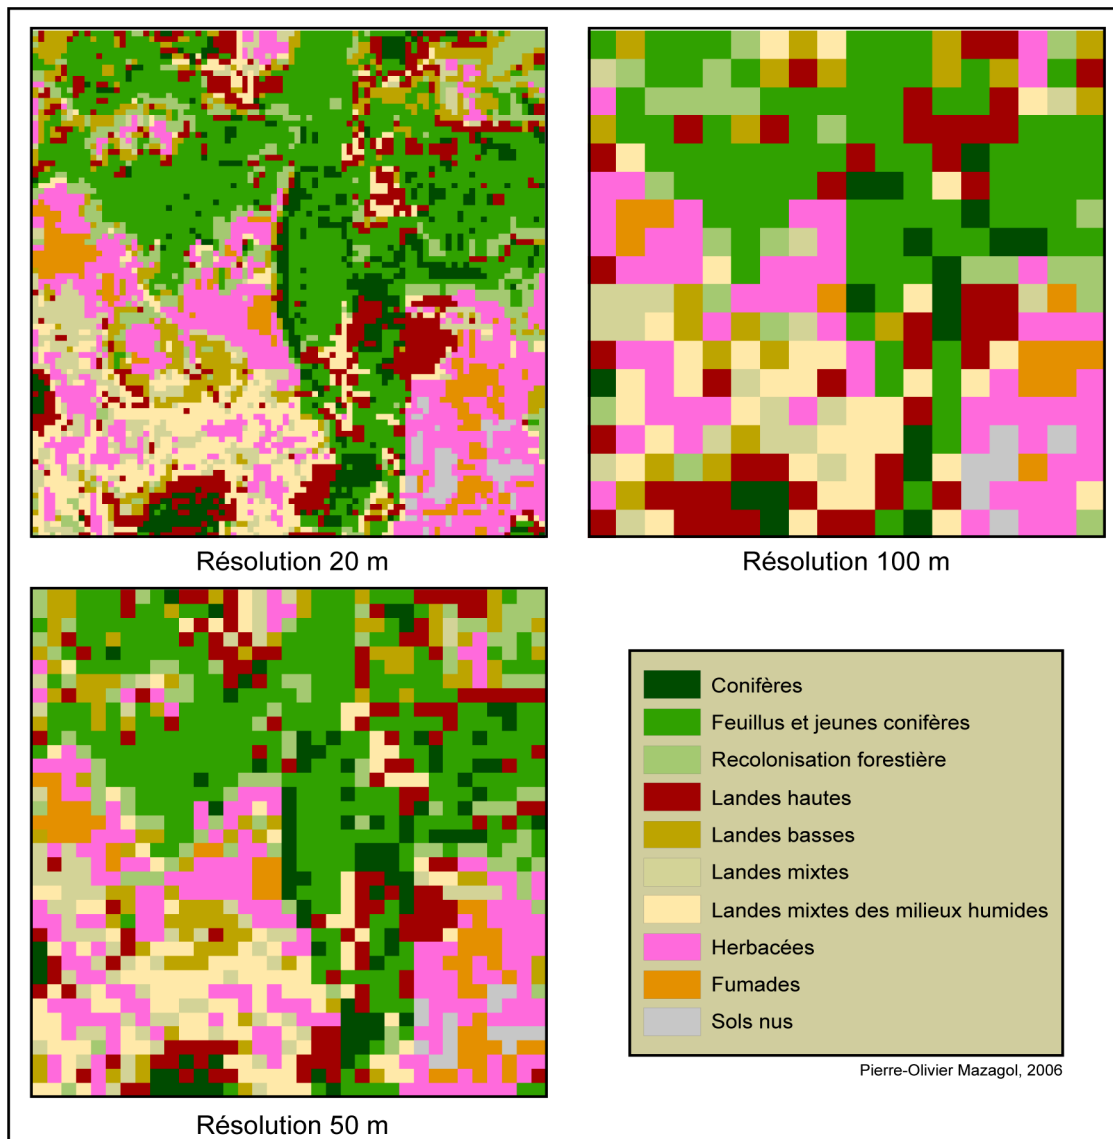 Résolution 20 m
Résolution 100 m
Conifères
Feuillus et jeunes conifères
Recolonisation forestière
Landes hautes
Landes basses
Landes mixtes
Landes mixtes des milieux humides
Herbacées
Fumades
Sols nus
Pierre-Olivier Mazagol, 2006
Résolution 50 m